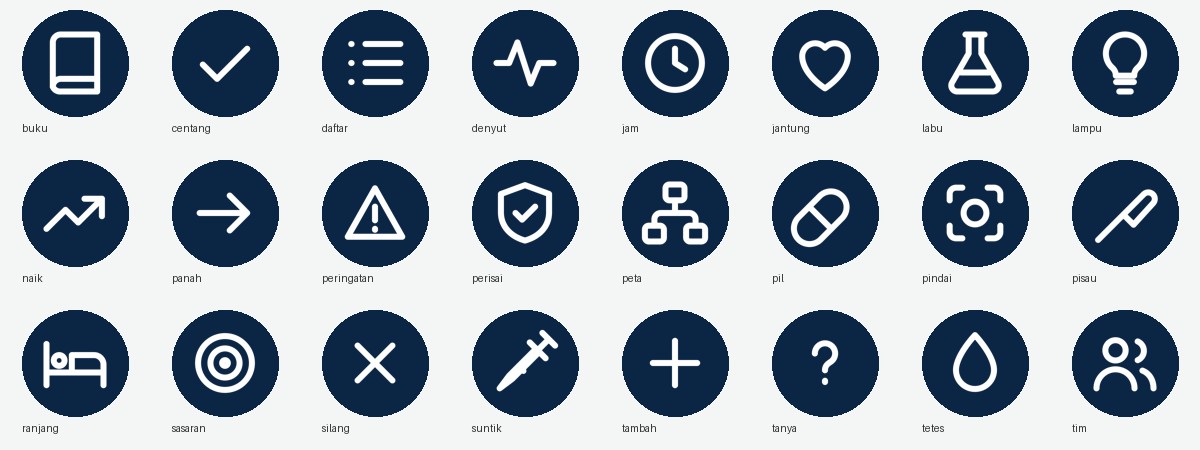 buku centang daftar denyut jam jantung labu lampu
naik panah peringatan perisai peta pil pindai pisau
ranjang sasaran silang suntik tambah tanya tetes tim